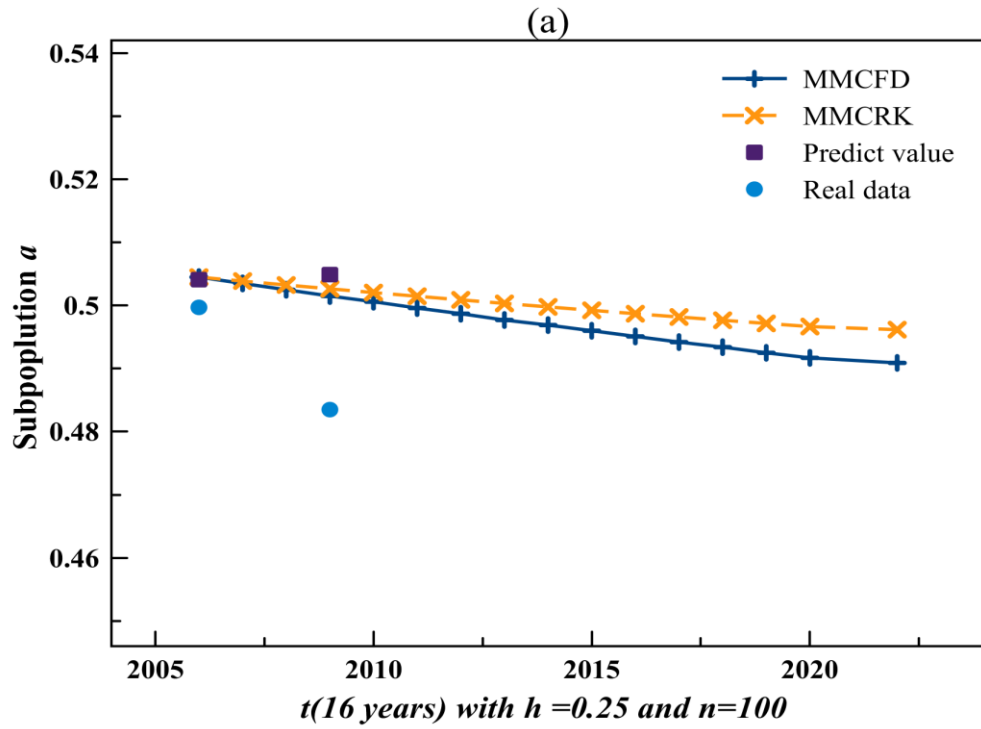 (a)
0.54
0.52
0.5
0.48
0.46
Subpoplution a
MMCFD
MMCRK
Predict value
Real data
2005 2010 2015 2020
t(16 years) with h =0.25 and n=100